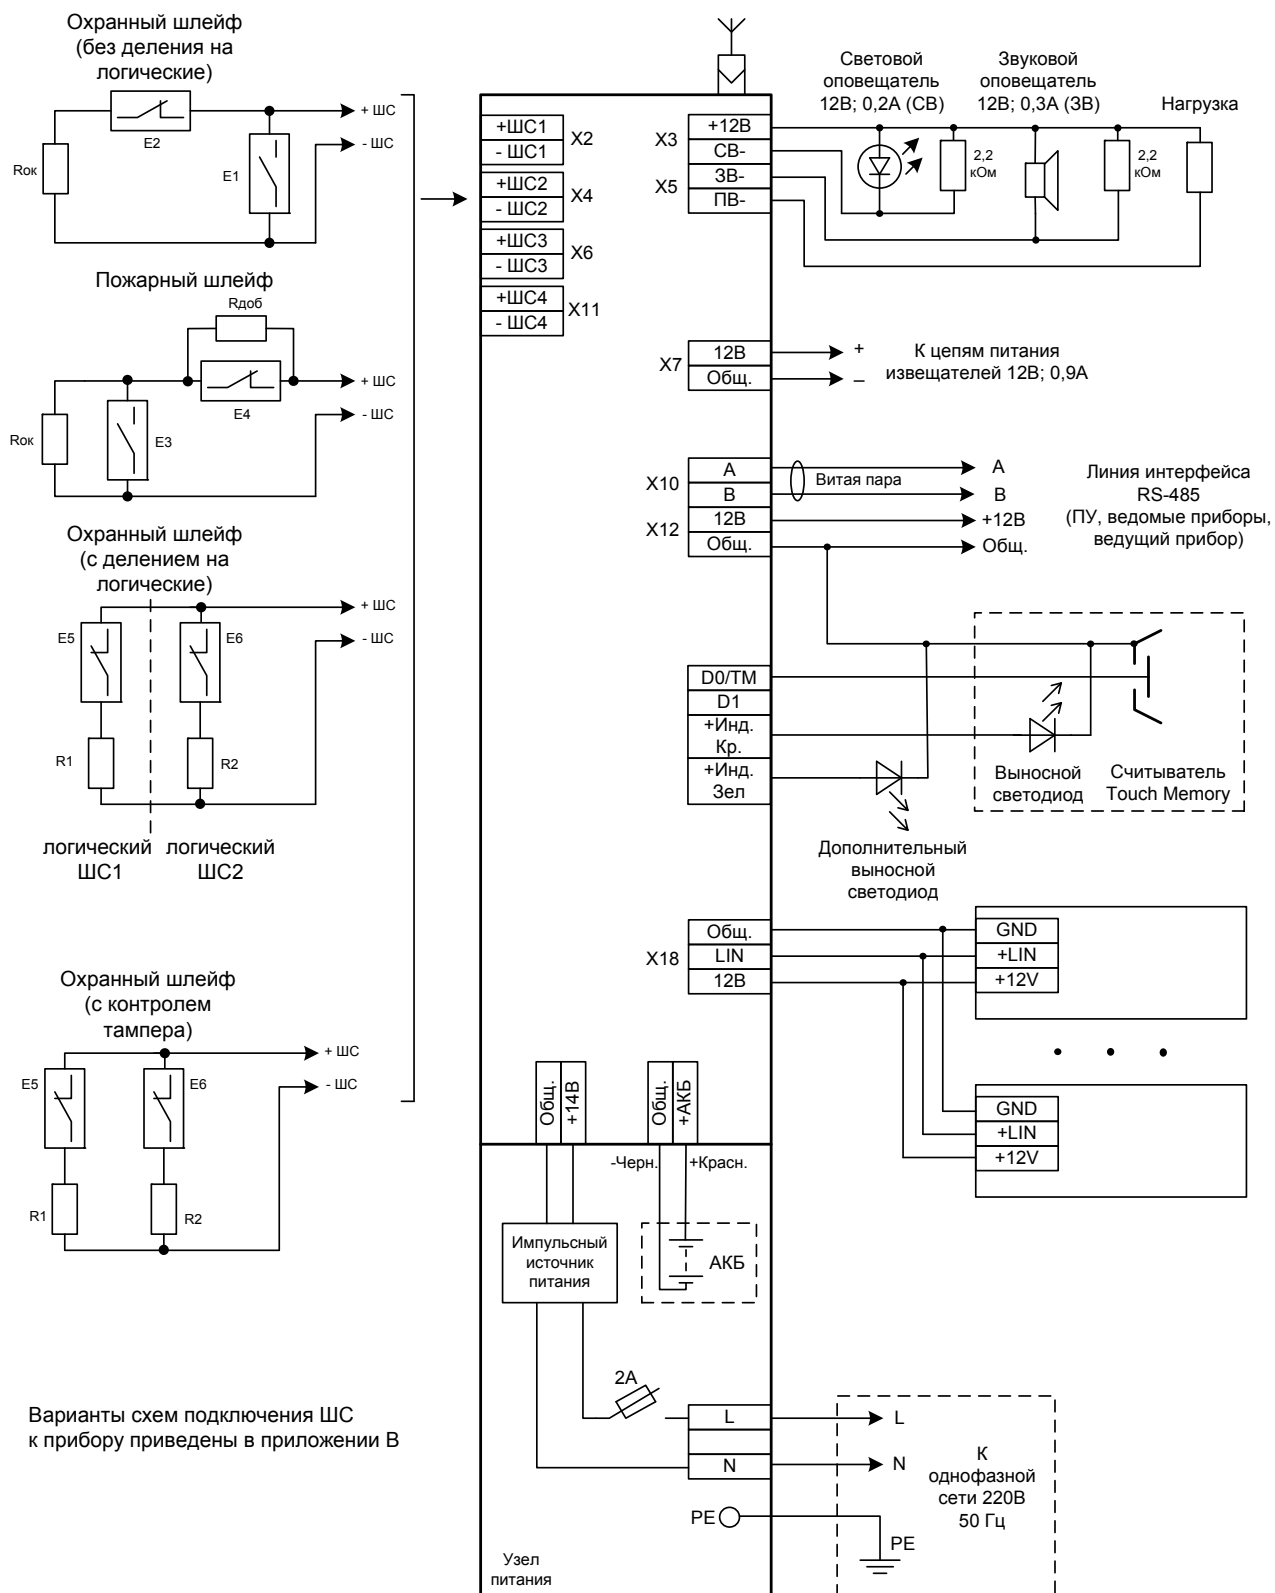 Охранный шлейф
(без деления на
логические)
+ ШС
- ШС
E2
E1
Rок
Пожарный шлейф
Rдоб
+ ШС
- ШС
E4
E3
Rок
Охранный шлейф
(с делением на
логические)
+ ШС
- ШС
E5
E6
R1
R2
логический
ШС1
логический
ШС2
Охранный шлейф
(с контролем
тампера)
+ ШС
- ШС
E5
E6
R1
R2
Варианты схем подключения ШС
к прибору приведены в приложении В
+ШС1
- ШС1
X2
+ШС2
- ШС2
X4
+ШС3
- ШС3
X6
+ШС4
- ШС4
X11
X3
X5
+12В
СВ-
ЗВ-
ПВ-
Световой
оповещатель
12В; 0,2А (СВ)
Звуковой
оповещатель
12В; 0,3А (ЗВ)
Нагрузка
2,2
кОм
2,2
кОм
X7
12В
Общ.
+
–
К цепям питания
извещателей 12В; 0,9А
X10
X12
A
B
12В
Общ.
Витая пара
A
B
+12В
Общ.
Линия интерфейса
RS-485
(ПУ, ведомые приборы,
ведущий прибор)
D0/TM
D1
+Инд.
Кр.
+Инд.
Зел
Выносной
светодиод
Считыватель
Touch Memory
Дополнительный
выносной
светодиод
X18
Общ.
LIN
12В
GND
+LIN
+12V
GND
+LIN
+12V
Общ.
+14В
Общ.
+АКБ
-Черн.
+Красн.
Импульсный
источник
питания
АКБ
2А
L
N
PE
L
N
PE
К
однофазной
сети 220В
50 Гц
Узел
питания